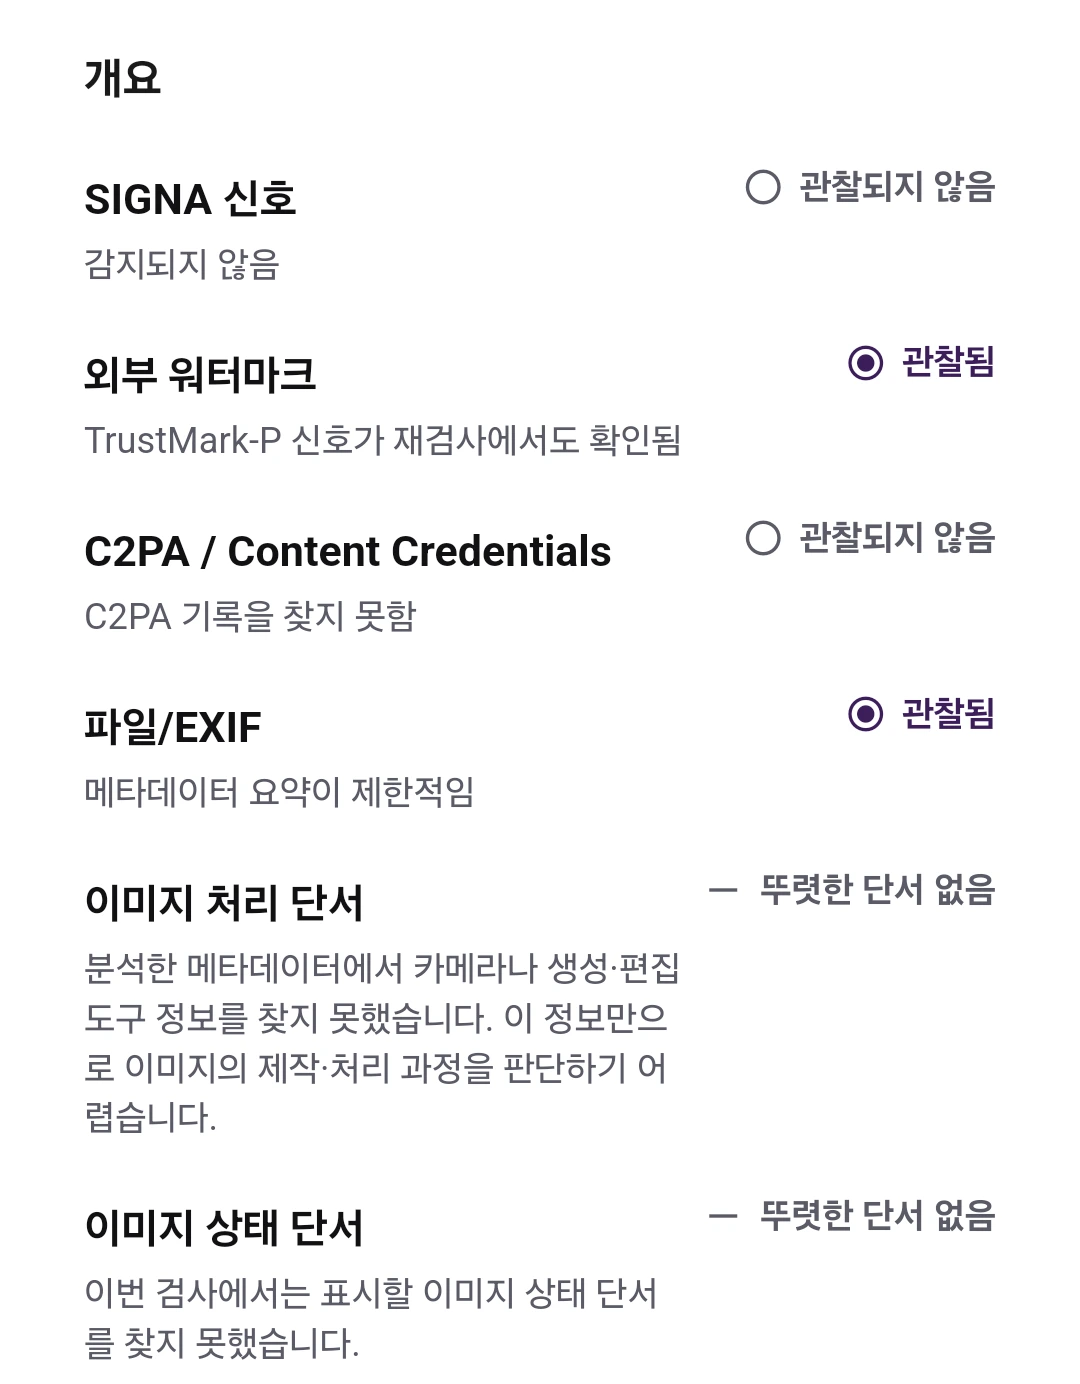 개요
SIGNA 신호
관찰되지 않음
감지되지 않음
외부 워터마크
관찰됨
TrustMark-P 신호가 재검사에서도 확인됨
C2PA / Content Credentials
관찰되지 않음
C2PA 기록을 찾지 못함
파일/EXIF
관찰됨
메타데이터 요약이 제한적임
이미지 처리 단서
— 뚜렷한 단서 없음
분석한 메타데이터에서 카메라나 생성·편집
도구 정보를 찾지 못했습니다. 이 정보만으
로 이미지의 제작·처리 과정을 판단하기 어
렵습니다.
이미지 상태 단서
— 뚜렷한 단서 없음
이번 검사에서는 표시할 이미지 상태 단서
를 찾지 못했습니다.